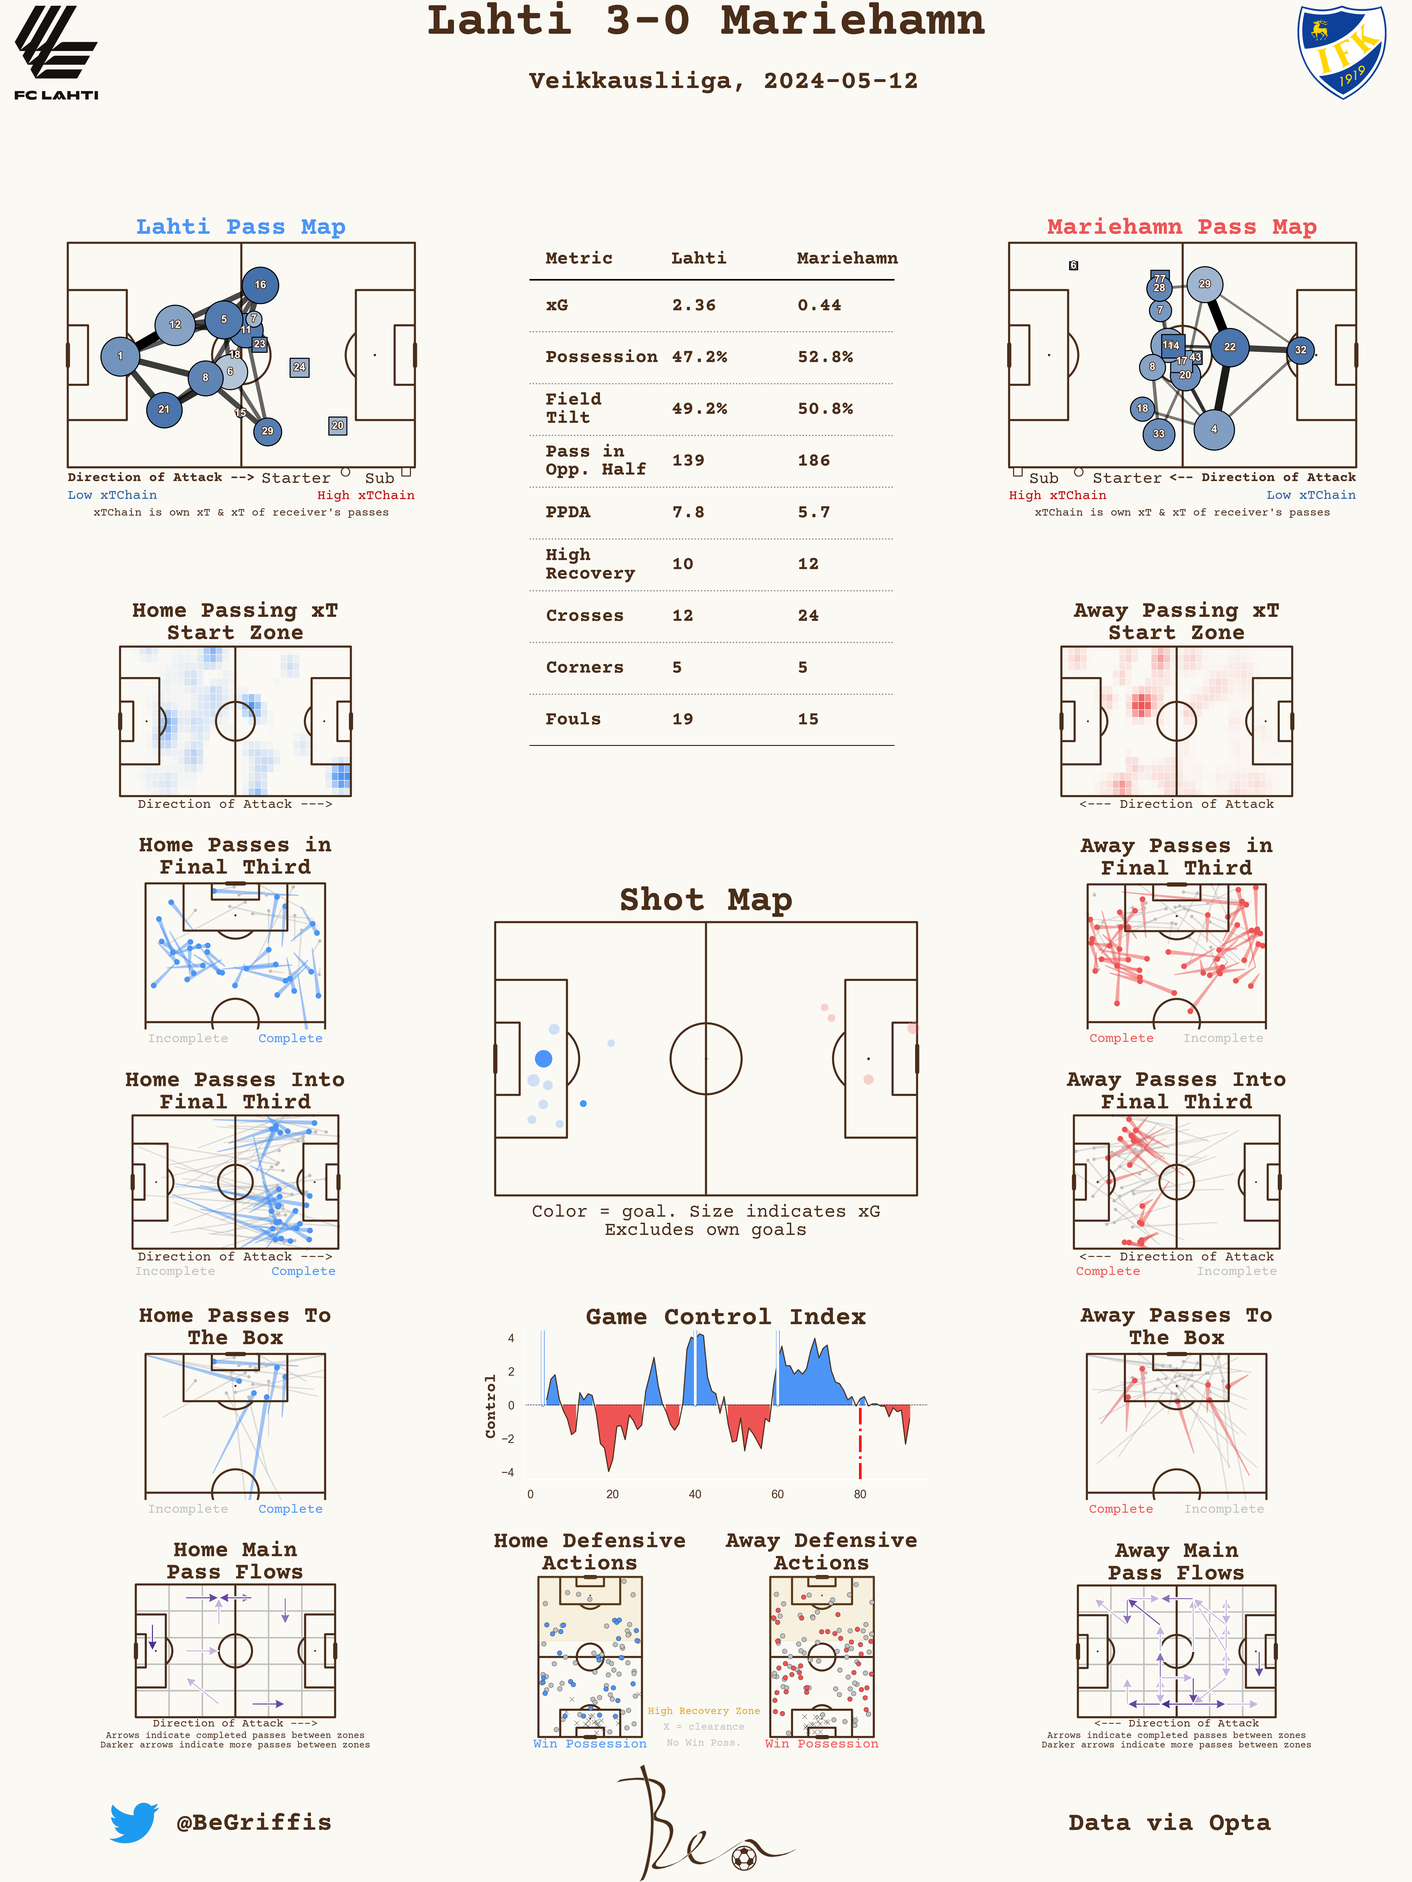 Lahti 3-0 Mariehamn
Veikkausliiga, 2024-05-12
FC LAHTI
IFK
1919
Lahti Pass Map
16
12
5
7
11
23
1
18
24
6
8
21
15
20
29
Direction of Attack --> Starter Sub
Low xTChain High xTChain
xTChain is own xT & xT of receiver's passes
Metric Lahti Mariehamn
xG 2.36 0.44
Possession 47.2% 52.8%
Field
Tilt 49.2% 50.8%
Pass in
Opp. Half 139 186
PPDA 7.8 5.7
High
Recovery 10 12
Crosses 12 24
Corners 5 5
Fouls 19 15
Mariehamn Pass Map
6
77
28
29
7
14
22
32
17
43
8
20
18
33
4
Sub Starter <-- Direction of Attack
High xTChain Low xTChain
xTChain is own xT & xT of receiver's passes
Home Passing xT
Start Zone
Direction of Attack --->
Away Passing xT
Start Zone
<--- Direction of Attack
Home Passes in
Final Third
Incomplete Complete
Away Passes in
Final Third
Complete Incomplete
Shot Map
Color = goal. Size indicates xG
Excludes own goals
Home Passes Into
Final Third
Direction of Attack --->
Incomplete Complete
Away Passes Into
Final Third
<--- Direction of Attack
Complete Incomplete
Home Passes To
The Box
Incomplete Complete
Game Control Index
Control
4
2
0
−2
−4
0 20 40 60 80
Away Passes To
The Box
Complete Incomplete
Home Main
Pass Flows
Direction of Attack --->
Arrows indicate completed passes between zones
Darker arrows indicate more passes between zones
Home Defensive
Actions
Win Possession
High Recovery Zone
X = clearance
No Win Poss.
Away Defensive
Actions
Win Possession
Away Main
Pass Flows
<--- Direction of Attack
Arrows indicate completed passes between zones
Darker arrows indicate more passes between zones
@BeGriffis
Ben
Data via Opta